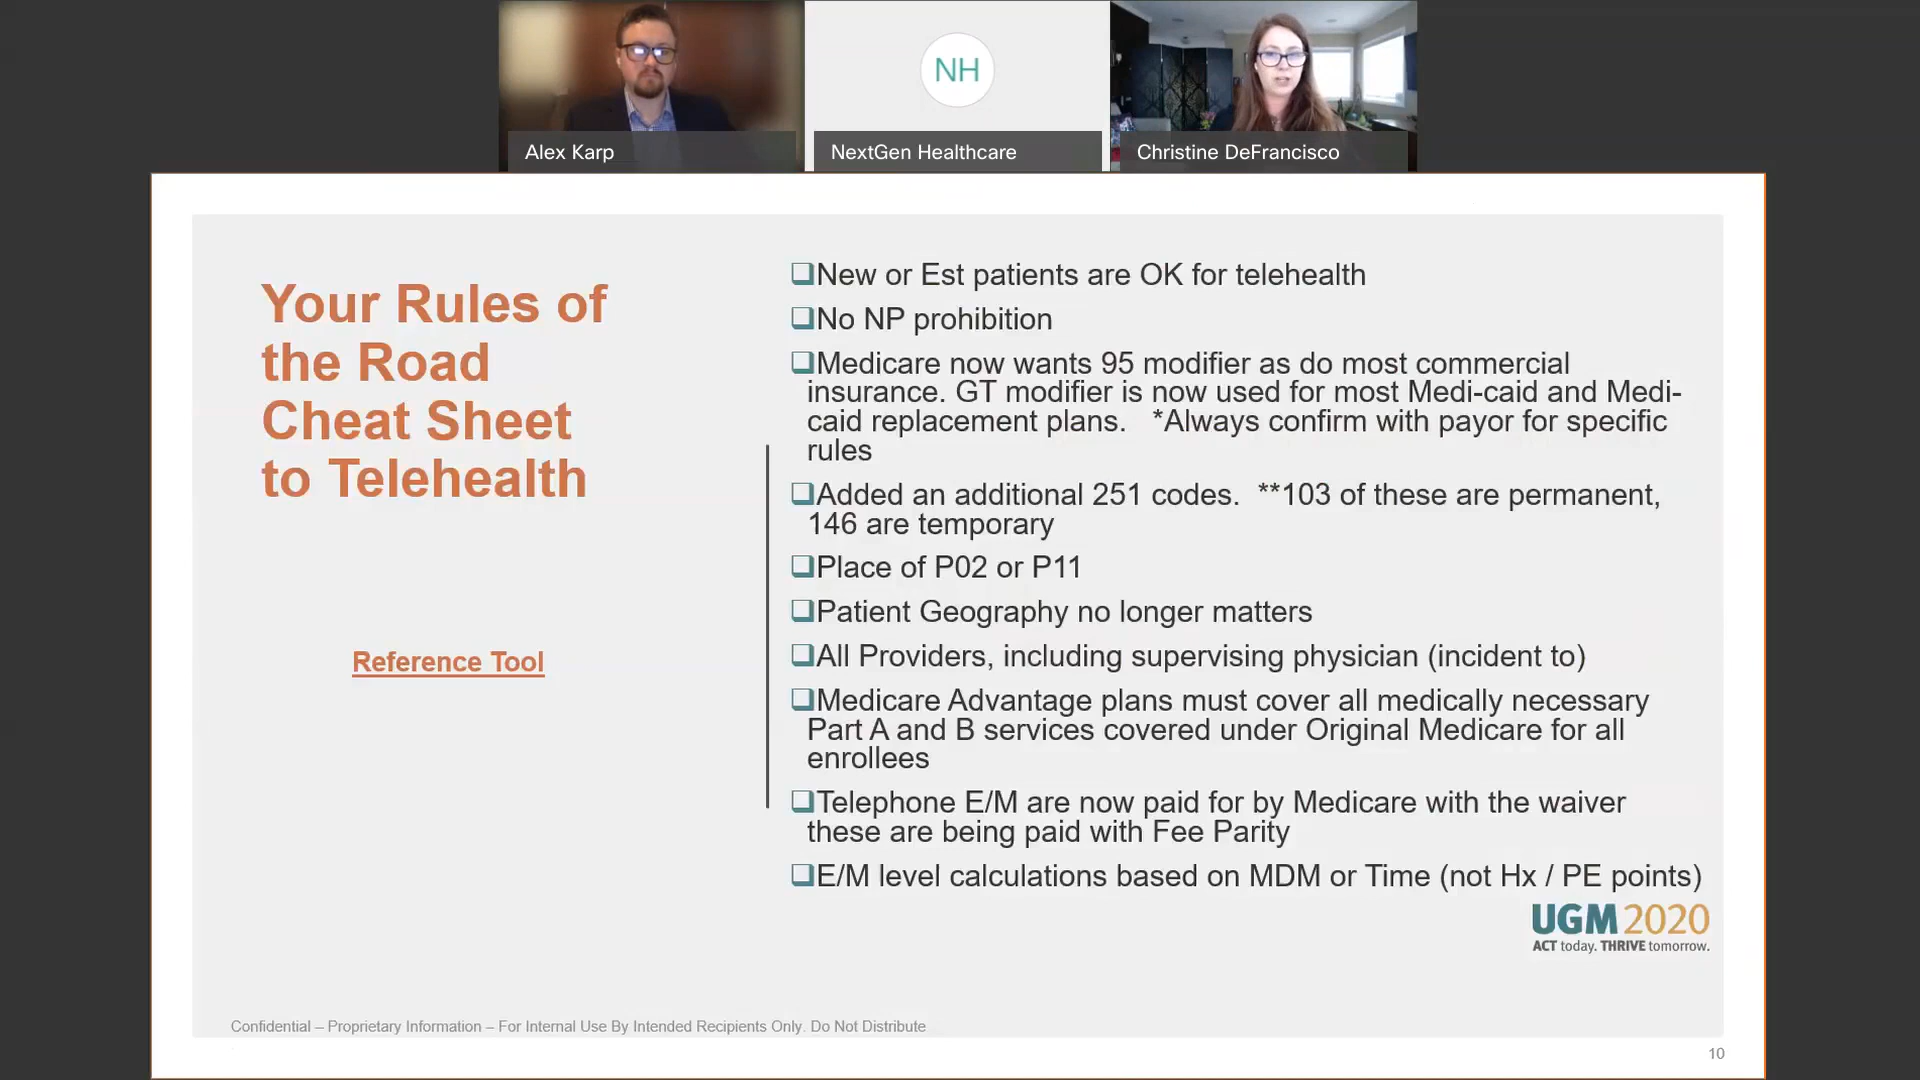 NH
Alex Karp
NextGen Healthcare
Christine DeFrancisco
Your Rules of
the Road
Cheat Sheet
to Telehealth
Reference Tool
New or Est patients are OK for telehealth
No NP prohibition
Medicare now wants 95 modifier as do most commercial
insurance. GT modifier is now used for most Medi-caid and Medi-
caid replacement plans. *Always confirm with payor for specific
rules
Added an additional 251 codes. **103 of these are permanent,
146 are temporary
Place of P02 or P11
Patient Geography no longer matters
All Providers, including supervising physician (incident to)
Medicare Advantage plans must cover all medically necessary
Part A and B services covered under Original Medicare for all
enrollees
Telephone E/M are now paid for by Medicare with the waiver
these are being paid with Fee Parity
E/M level calculations based on MDM or Time (not Hx / PE points)
UGM 2020
ACT today. THRIVE tomorrow.
Confidential – Proprietary Information – For Internal Use By Intended Recipients Only. Do Not Distribute
10